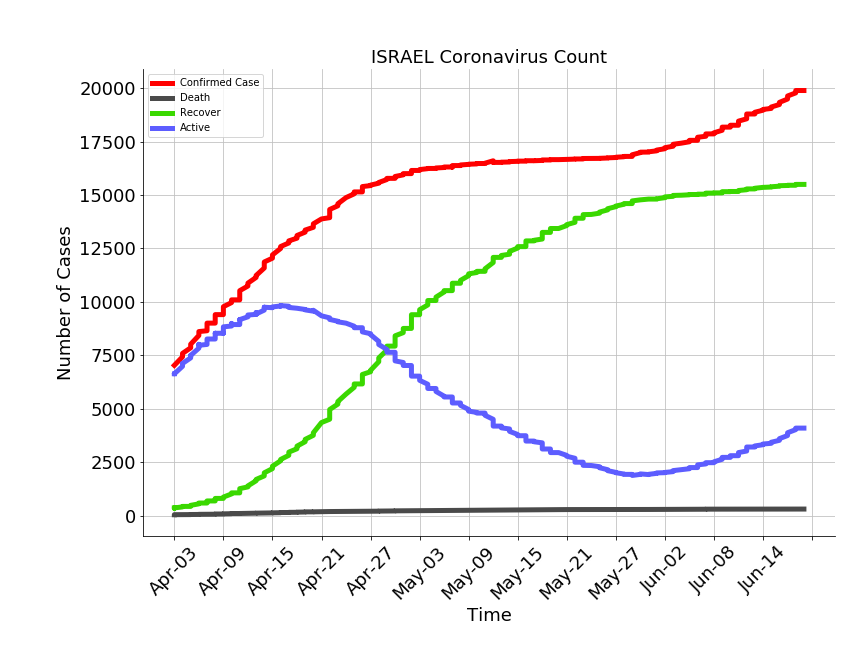 ISRAEL Coronavirus Count
Confirmed Case
Death
Recover
Active
Number of Cases
20000
17500
15000
12500
10000
7500
5000
2500
0
Apr-03
Apr-09
Apr-15
Apr-21
Apr-27
May-03
May-09
May-15
May-21
May-27
Jun-02
Jun-08
Jun-14
Time